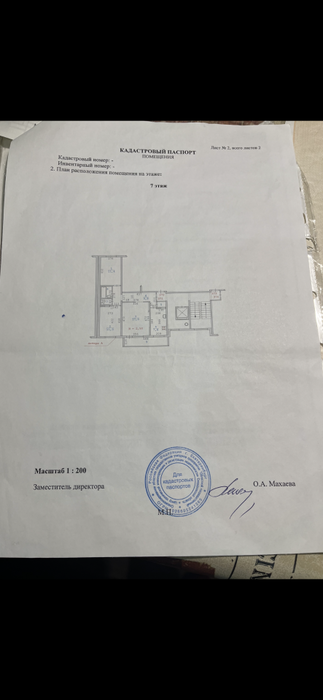 Лист № 2, всего листов 3
КАДАСТРОВЫЙ ПАСПОРТ
ПОМЕЩЕНИЯ
Кадастровый номер: -
Инвентарный номер: -
2. План расположения помещения на этаже:
7 этаж
Масштаб 1 : 200
Заместитель директора
Для
кадастровых
паспортов
О.А. Махаева
М.П.